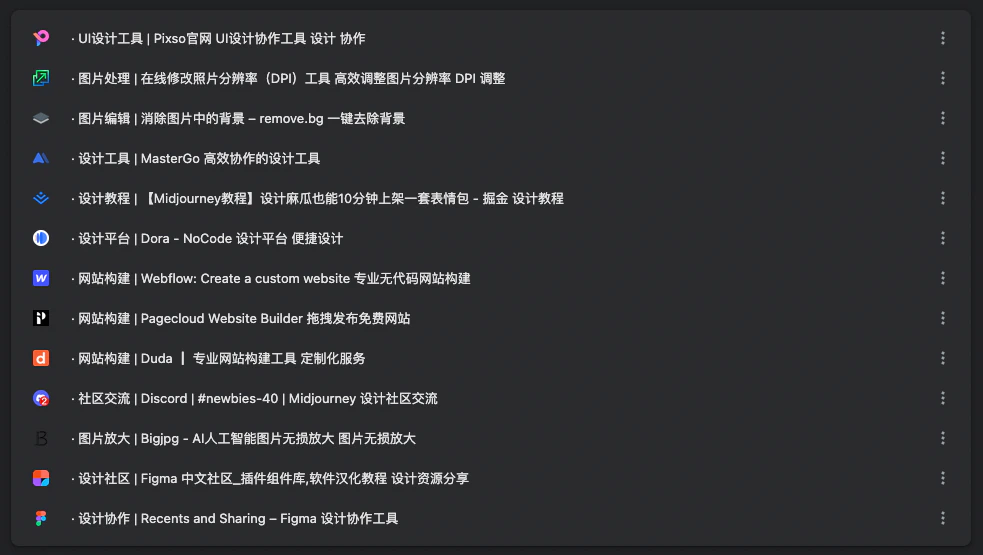 · UI设计工具 | Pixso官网 UI设计协作工具 设计 协作
· 图片处理 | 在线修改照片分辨率（DPI）工具 高效调整图片分辨率 DPI 调整
· 图片编辑 | 消除图片中的背景 – remove.bg 一键去除背景
· 设计工具 | MasterGo 高效协作的设计工具
· 设计教程 | 【Midjourney教程】设计麻瓜也能10分钟上架一套表情包 - 掘金 设计教程
· 设计平台 | Dora - NoCode 设计平台 便捷设计
· 网站构建 | Webflow: Create a custom website 专业无代码网站构建
· 网站构建 | Pagecloud Website Builder 拖拽发布免费网站
· 网站构建 | Duda ┃ 专业网站构建工具 定制化服务
· 社区交流 | Discord | #newbies-40 | Midjourney 设计社区交流
· 图片放大 | Bigjpg - AI人工智能图片无损放大 图片无损放大
· 设计社区 | Figma 中文社区_插件组件库,软件汉化教程 设计资源分享
· 设计协作 | Recents and Sharing – Figma 设计协作工具